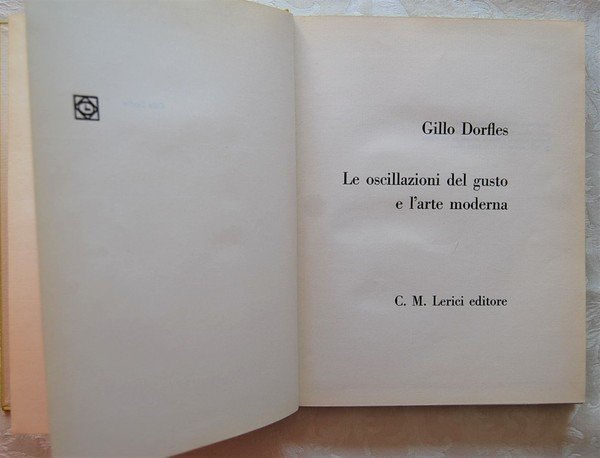 Gillo Dorfles
Le oscillazioni del gusto
e l'arte moderna
C. M. Lerici editore